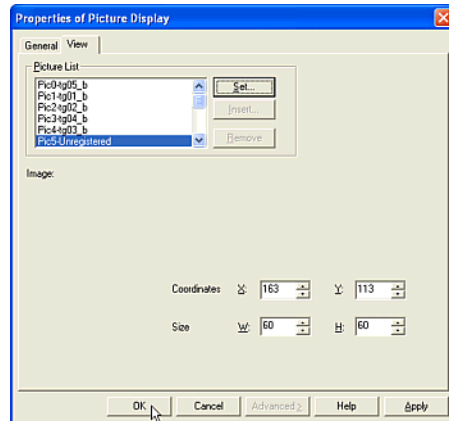 Properties of Picture Display
General View
Picture List
Pic0-tg05_b
Pic1-tg01_b
Pic2-tg02_b
Pic3-tg04_b
Pic4-tg03_b
Pic5-Unregistered
Set...
Insert...
Remove
Image:
Coordinates X: 163 Y: 113
Size W: 60 H: 60
OK Cancel Advanced > Help Apply